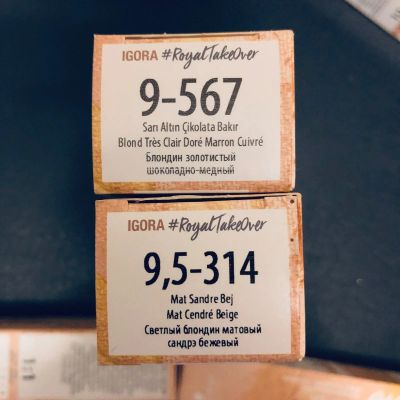 IGORA #RoyalTakeOver
9-567
Sarı Altın Çikolata Bakır
Blond Très Clair Doré Marron Cuivré
Блондин золотистый
шоколадно-медный
IGORA #RoyalTakeOver
9,5-314
Mat Sandre Bej
Mat Cendré Beige
Светлый блондин матовый
сандрэ бежевый